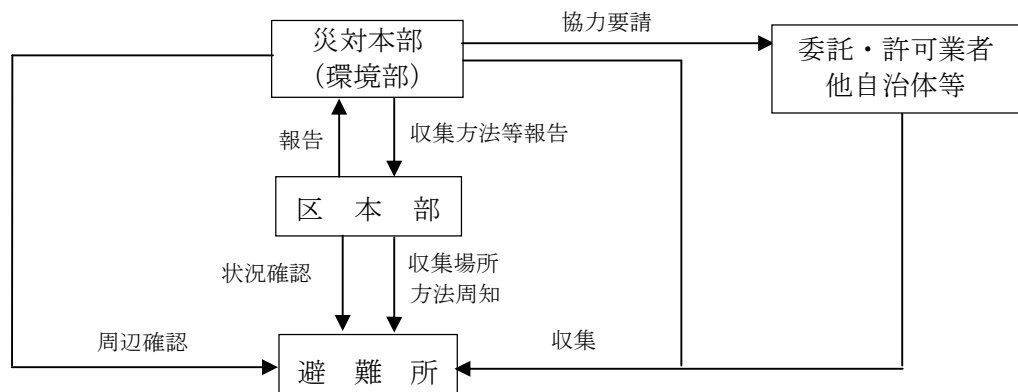 協力要請
災対本部
（環境部）
委託・許可業者
他自治体等
報告
収集方法等報告
区　本　部
状況確認
収集場所
方法周知
周辺確認
収集
避　難　所